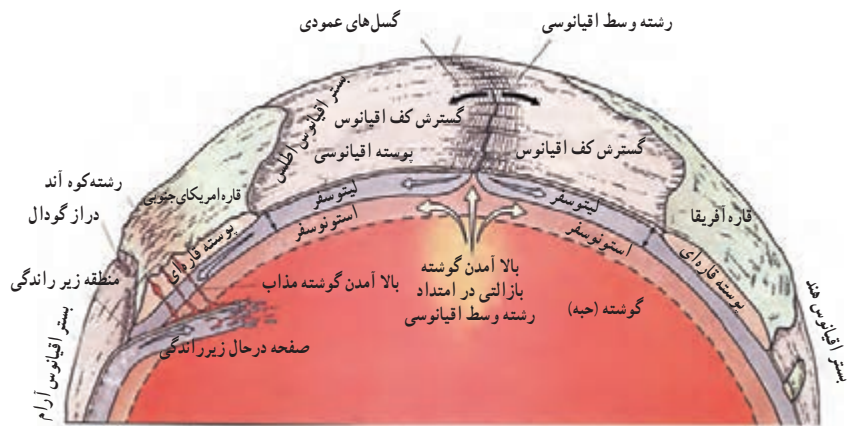 رشته وسط اقیانوسی
گسل‌های عمودی
گسترش کف اقیانوس
گسترش کف اقیانوس
پوسته اقیانوسی
بستر اقیانوس اطلس
قاره آفریقا
قاره امریکای جنوبی
رشته‌کوه آند
دراز گودال
لیتوسفر
استونوسفر
لیتوسفر
استونوسفر
پوسته قاره‌ای
پوسته قاره‌ای
منطقه زیر راندگی
بالا آمدن گوشته مذاب
بالا آمدن گوشته
بازالتی در امتداد
رشته وسط اقیانوسی
گوشته (حبه)
صفحه درحال زیرراندگی
بستر اقیانوس هند
بستر اقیانوس آرام